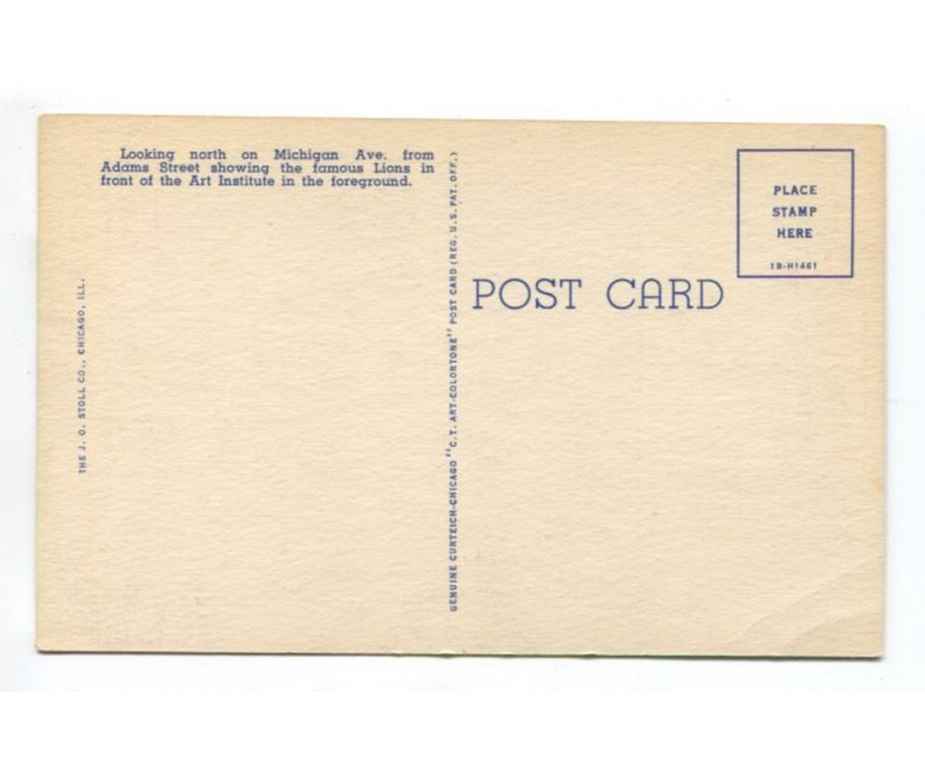 Looking north on Michigan Ave. from
Adams Street showing the famous Lions in
front of the Art Institute in the foreground.
THE J. O. STOLL CO., CHICAGO, ILL.
GENUINE CURTEICH-CHICAGO "C.T. ART-COLORTONE" POST CARD (REG. U.S. PAT. OFF.)
POST CARD
PLACE
STAMP
HERE
1B-H1461